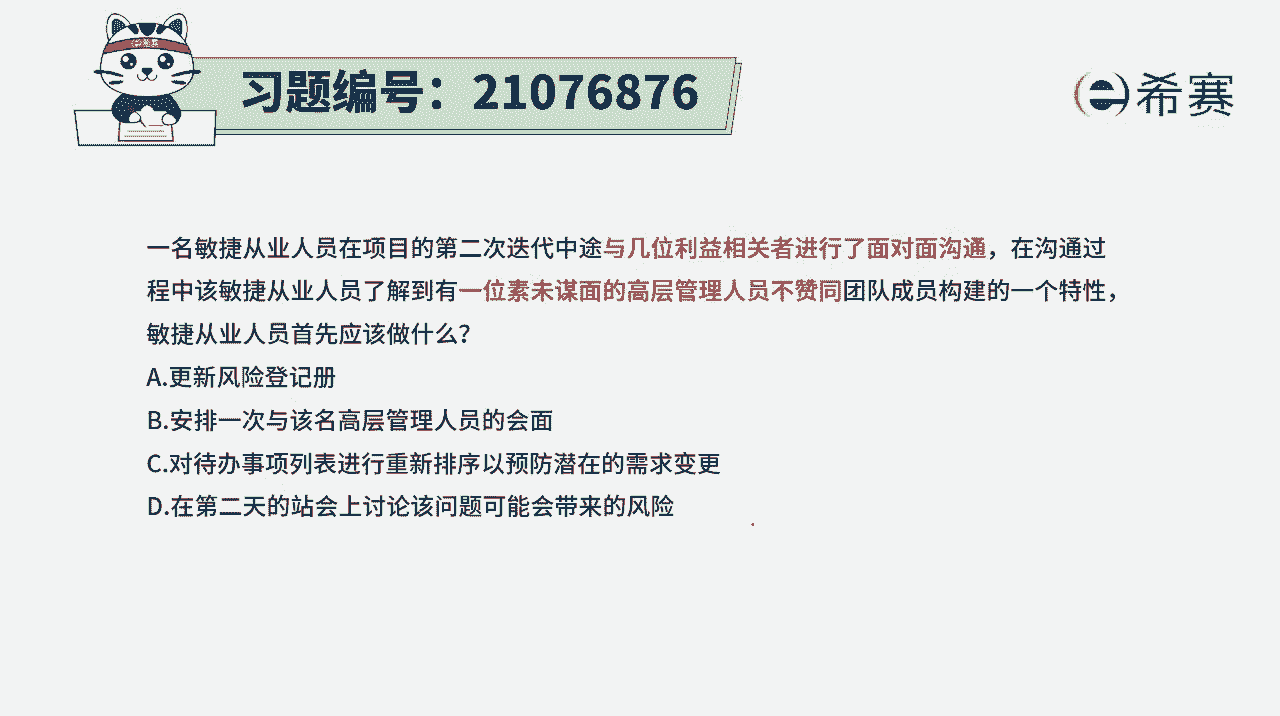 习题编号：21076876
希赛
一名敏捷从业人员在项目的第二次迭代中途与几位利益相关者进行了面对面沟通，在沟通过
程中该敏捷从业人员了解到有一位素未谋面的高层管理人员不赞同团队成员构建的一个特性，
敏捷从业人员首先应该做什么？
A.更新风险登记册
B.安排一次与该名高层管理人员的会面
C.对待办事项列表进行重新排序以预防潜在的需求变更
D.在第二天的站会上讨论该问题可能会带来的风险